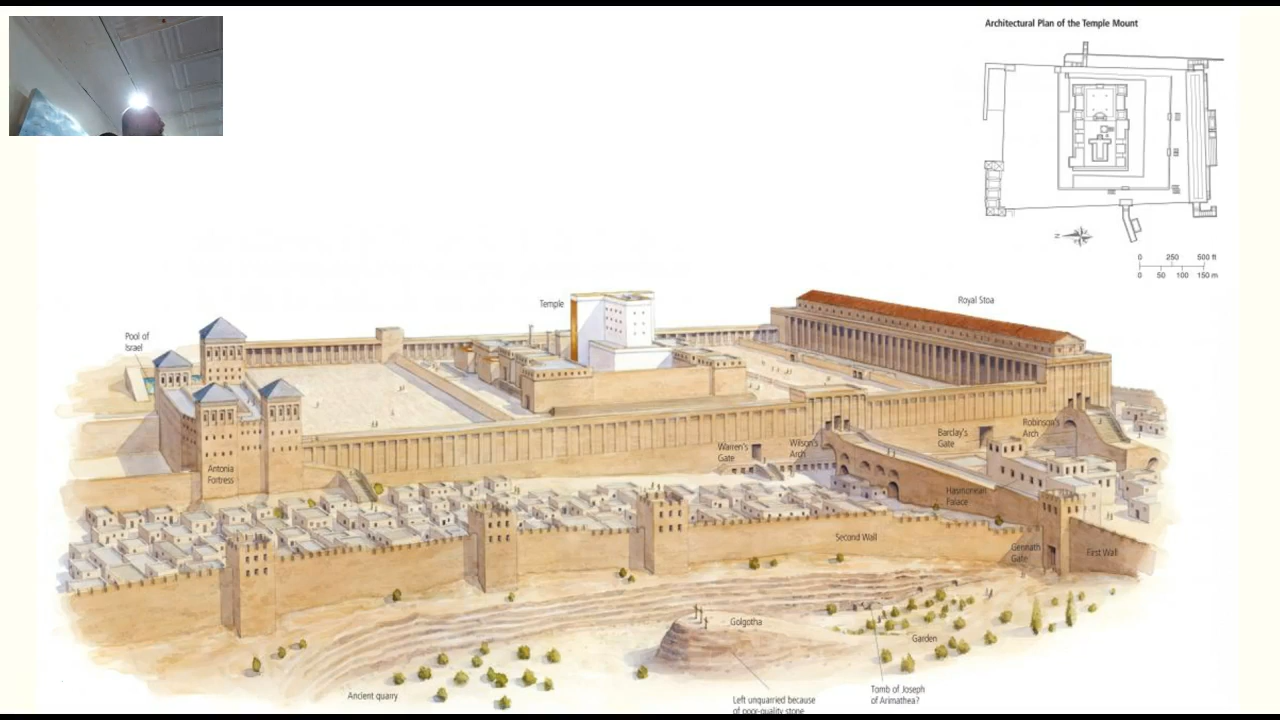 Architectural Plan of the Temple Mount
N
0 250 500 ft
0 50 100 150 m
Temple
Royal Stoa
Pool of
Israel
Antonia
Fortress
Warren's
Gate
Wilson's
Arch
Barclay's
Gate
Robinson's
Arch
Hasmonean
Palace
Second Wall
Gennath
Gate
First Wall
Golgotha
Garden
Ancient quarry
Left unquarried because
of poor-quality stone
Tomb of Joseph
of Arimathea?